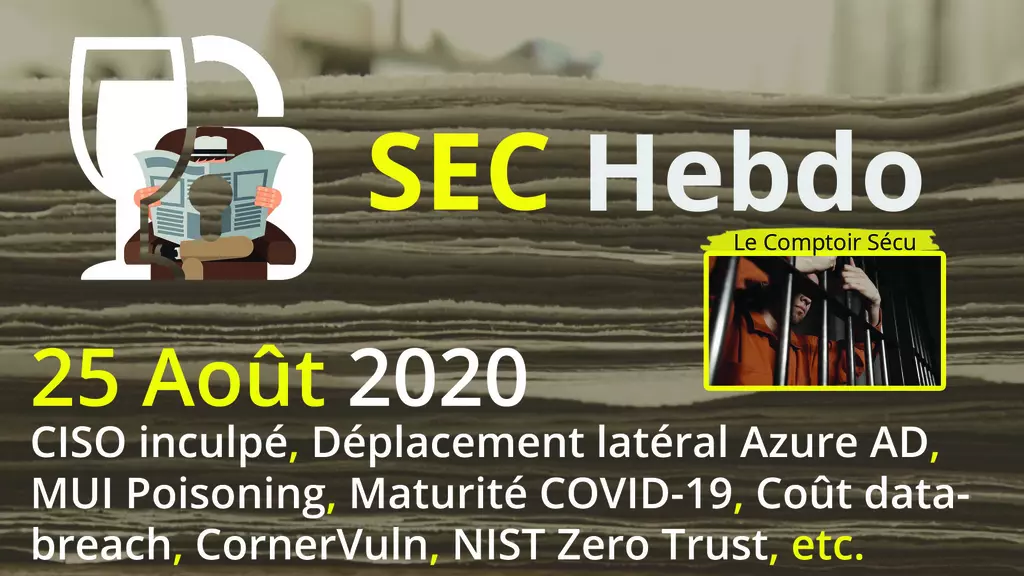 SEC Hebdo
Le Comptoir Sécu
25 Août 2020
CISO inculpé, Déplacement latéral Azure AD,
MUI Poisoning, Maturité COVID-19, Coût data-
breach, CornerVuln, NIST Zero Trust, etc.